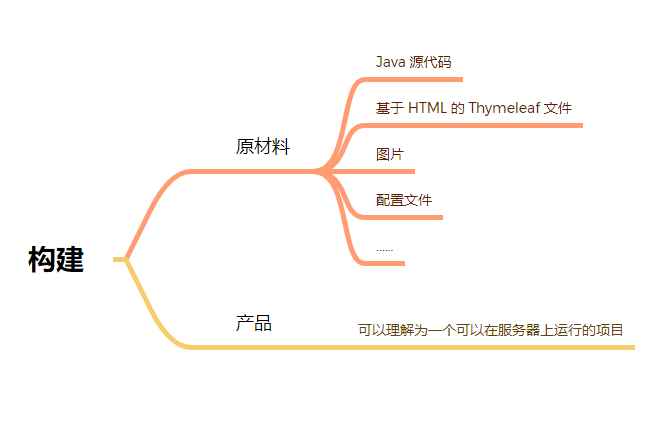 构建
原材料
Java 源代码
基于 HTML 的 Thymeleaf 文件
图片
配置文件
......
产品
可以理解为一个可以在服务器上运行的项目